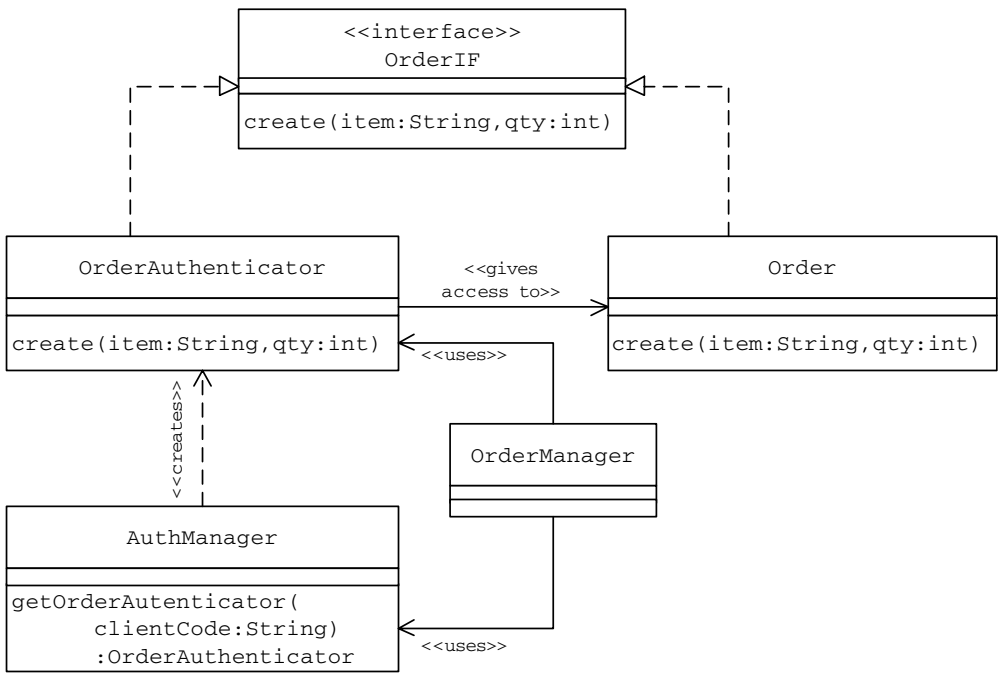 <<interface>>
OrderIF
create(item:String,qty:int)
OrderAuthenticator
create(item:String,qty:int)
<<gives
access to>>
Order
create(item:String,qty:int)
<<uses>>
<<creates>>
OrderManager
AuthManager
getOrderAutenticator(
clientCode:String)
:OrderAuthenticator
<<uses>>